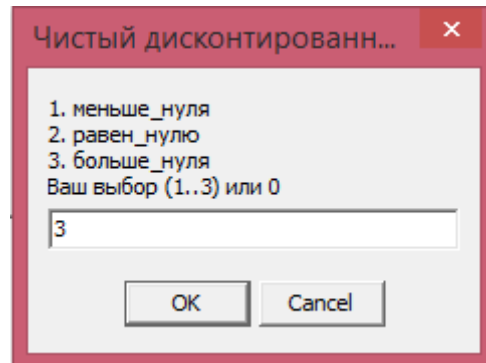 Чистый дисконтированн...
1. меньше_нуля
2. равен_нулю
3. больше_нуля
Ваш выбор (1..3) или 0
3
OK Cancel